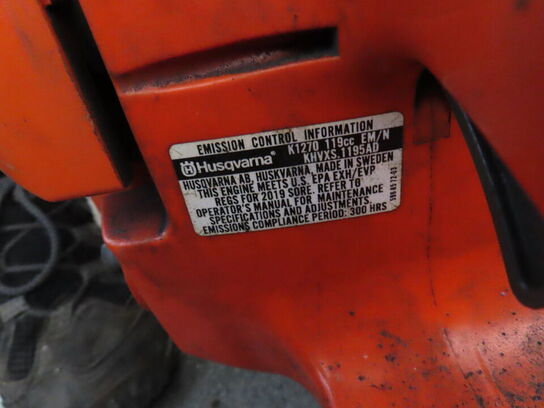 EMISSION CONTROL INFORMATION
Husqvarna® K1270 119cc EM/N
KHVXS.1195AD
HUSQVARNA AB, HUSKVARNA, MADE IN SWEDEN
THIS ENGINE MEETS U.S. EPA EXH/EVP
REGS FOR 2019 SORE. REFER TO
OPERATOR'S MANUAL FOR MAINTENANCE
SPECIFICATIONS AND ADJUSTMENTS.
EMISSIONS COMPLIANCE PERIOD: 300 HRS